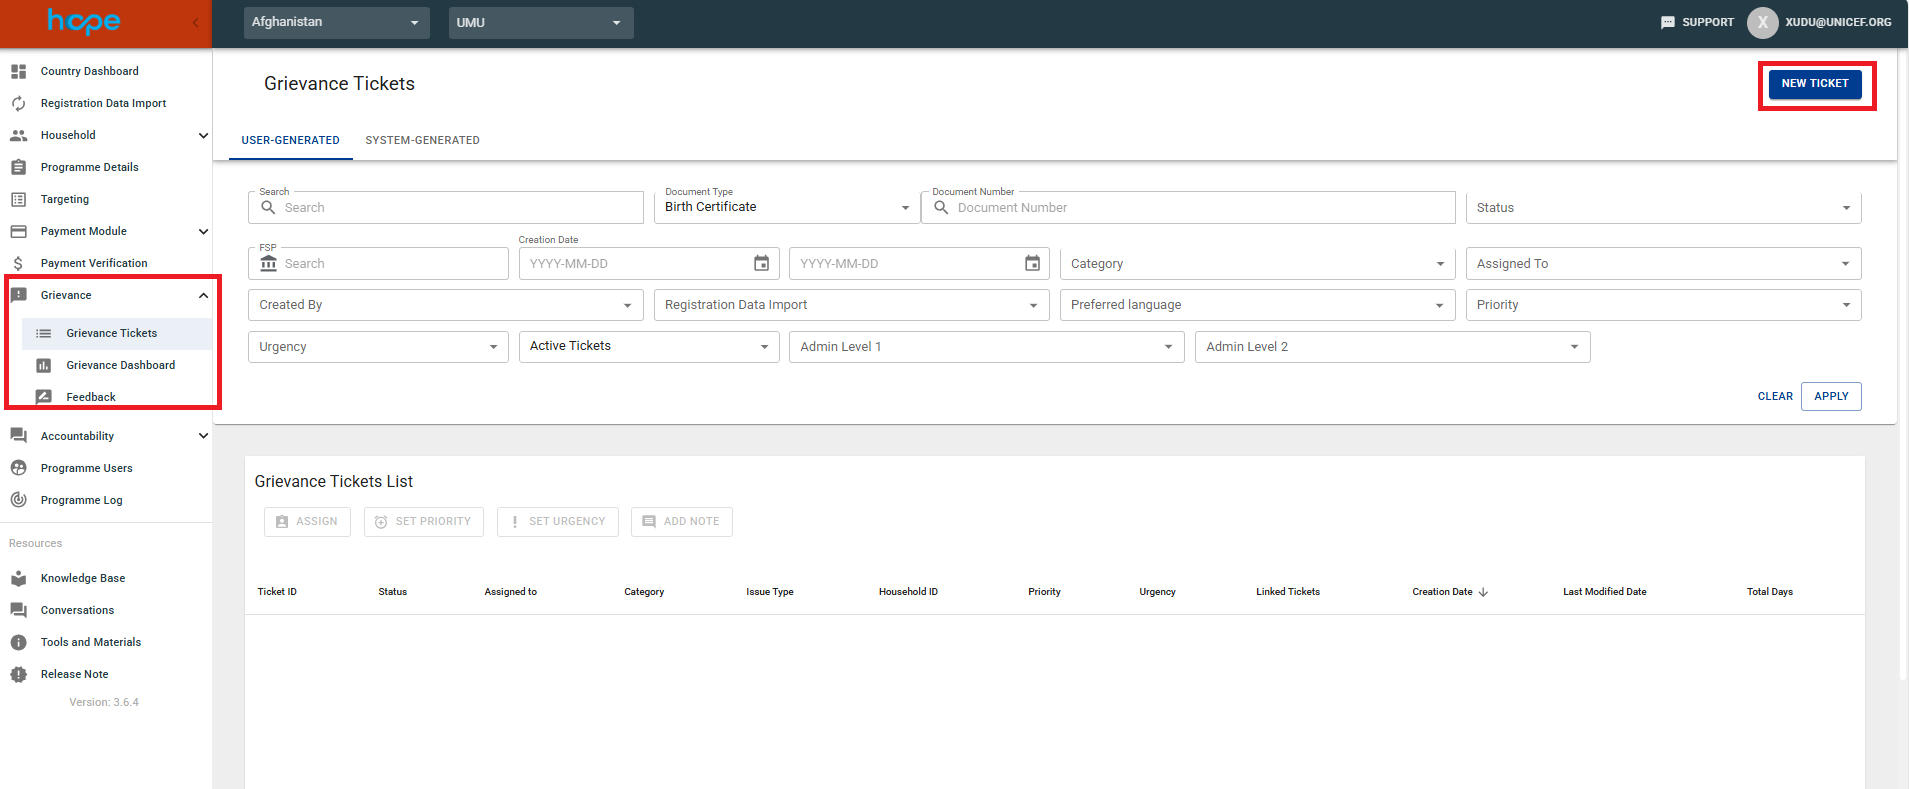 hope
Afghanistan
UMU
SUPPORT
X
XUDU@UNICEF.ORG
Country Dashboard
Registration Data Import
Household
Programme Details
Targeting
Payment Module
Payment Verification
Grievance
Grievance Tickets
Grievance Dashboard
Feedback
Accountability
Programme Users
Programme Log
Resources
Knowledge Base
Conversations
Tools and Materials
Release Note
Version: 3.6.4
Grievance Tickets
NEW TICKET
USER-GENERATED
SYSTEM-GENERATED
Search
Search
Document Type
Birth Certificate
Document Number
Document Number
Status
FSP
Search
Creation Date
YYYY-MM-DD
YYYY-MM-DD
Category
Assigned To
Created By
Registration Data Import
Preferred language
Priority
Urgency
Active Tickets
Admin Level 1
Admin Level 2
CLEAR
APPLY
Grievance Tickets List
ASSIGN
SET PRIORITY
SET URGENCY
ADD NOTE
Ticket ID
Status
Assigned to
Category
Issue Type
Household ID
Priority
Urgency
Linked Tickets
Creation Date
Last Modified Date
Total Days